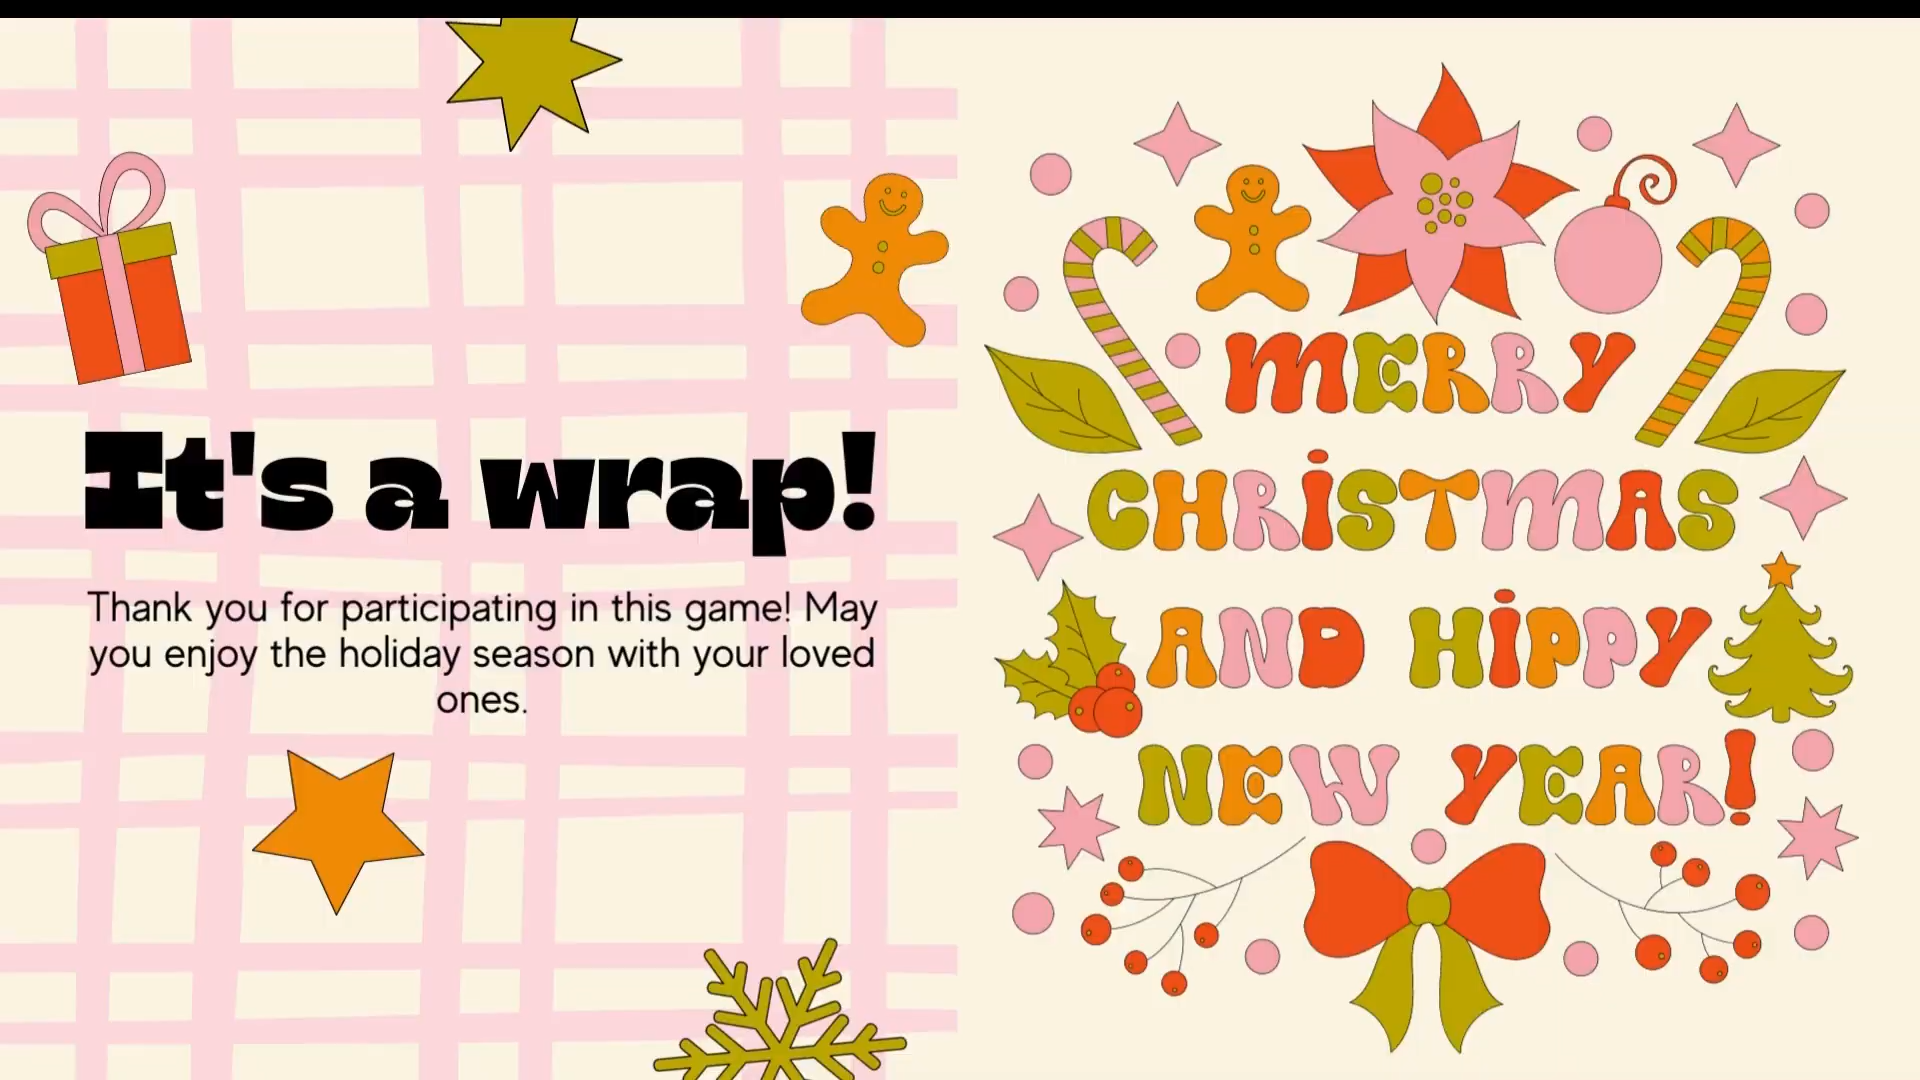 It's a wrap!
Thank you for participating in this game! May
you enjoy the holiday season with your loved
ones.
MERRY
CHRiSTMAS
AND HiPPY
NEW YEAR!